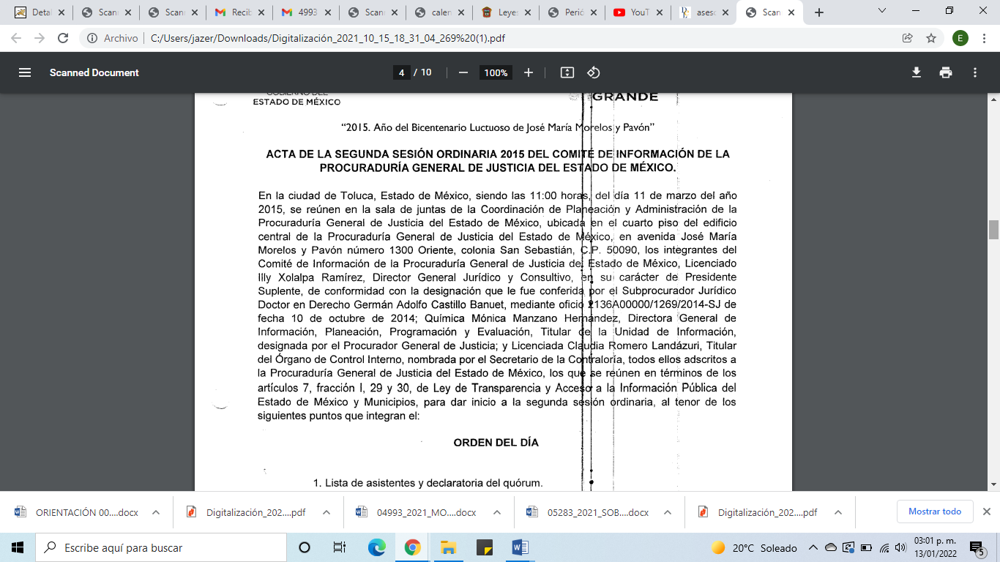 Detal
Scann
Scann
Recib
4993
Scann
calen
Leyes
Perió
YouT
aseso
Scan
Archivo
C:/Users/jazer/Downloads/Digitalización_2021_10_15_18_31_04_269%20(1).pdf
E
Scanned Document
4 / 10
100%
GOBIERNO DEL
ESTADO DE MÉXICO
GRANDE
“2015. Año del Bicentenario Luctuoso de José María Morelos y Pavón”
ACTA DE LA SEGUNDA SESIÓN ORDINARIA 2015 DEL COMITÉ DE INFORMACIÓN DE LA
PROCURADURÍA GENERAL DE JUSTICIA DEL ESTADO DE MÉXICO.
En la ciudad de Toluca, Estado de México, siendo las 11:00 horas, del día 11 de marzo del año
2015, se reúnen en la sala de juntas de la Coordinación de Planeación y Administración de la
Procuraduría General de Justicia del Estado de México, ubicada en el cuarto piso del edificio
central de la Procuraduría General de Justicia del Estado de México, en avenida José María
Morelos y Pavón número 1300 Oriente, colonia San Sebastián, C.P. 50090, los integrantes del
Comité de Información de la Procuraduría General de Justicia del Estado de México, Licenciado
Illy Xolalpa Ramírez, Director General Jurídico y Consultivo, en su carácter de Presidente
Suplente, de conformidad con la designación que le fue conferida por el Subprocurador Jurídico
Doctor en Derecho Germán Adolfo Castillo Banuet, mediante oficio 2136A00000/1269/2014-SJ de
fecha 10 de octubre de 2014; Química Mónica Manzano Hernández, Directora General de
Información, Planeación, Programación y Evaluación, Titular de la Unidad de Información,
designada por el Procurador General de Justicia; y Licenciada Claudia Romero Landázuri, Titular
del Órgano de Control Interno, nombrada por el Secretario de la Contraloría, todos ellos adscritos a
la Procuraduría General de Justicia del Estado de México, los que se reúnen en términos de los
artículos 7, fracción I, 29 y 30, de Ley de Transparencia y Acceso a la Información Pública del
Estado de México y Municipios, para dar inicio a la segunda sesión ordinaria, al tenor de los
siguientes puntos que integran el:
ORDEN DEL DÍA
1. Lista de asistentes y declaratoria del quórum.
ORIENTACIÓN 00....docx
Digitalización_202....pdf
04993_2021_MO....docx
05283_2021_SOB....docx
Digitalización_202....pdf
Mostrar todo
Escribe aquí para buscar
20°C Soleado
03:01 p. m.
13/01/2022
5